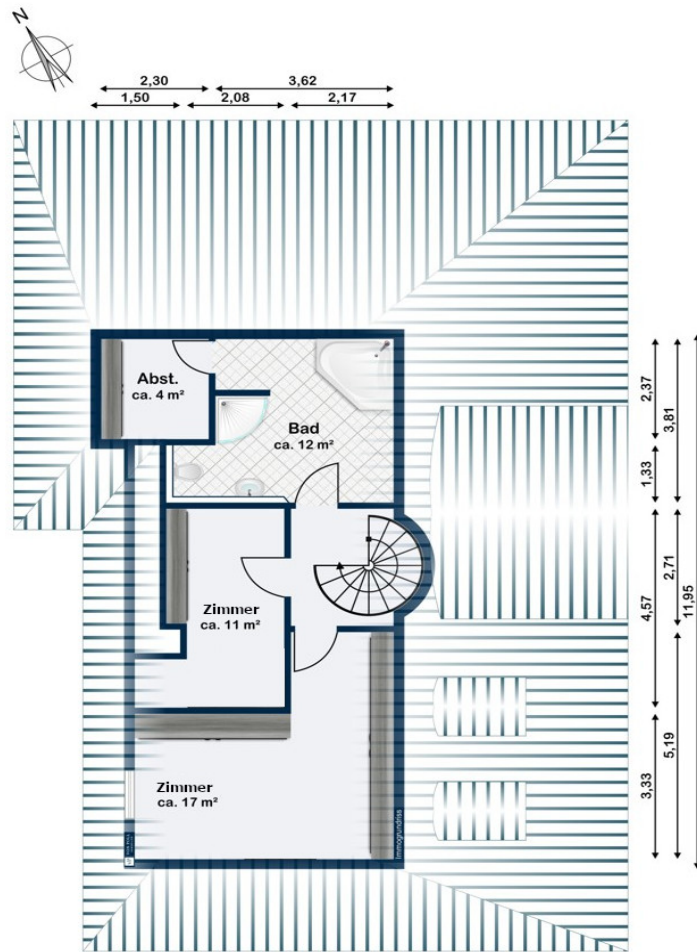 N
2,30 3,62
1,50 2,08 2,17
Abst.
ca. 4 m²
Bad
ca. 12 m²
Zimmer
ca. 11 m²
Zimmer
ca. 17 m²
2,37
3,81
1,33
4,57
2,71
11,95
5,19
3,33
Immogrundriss